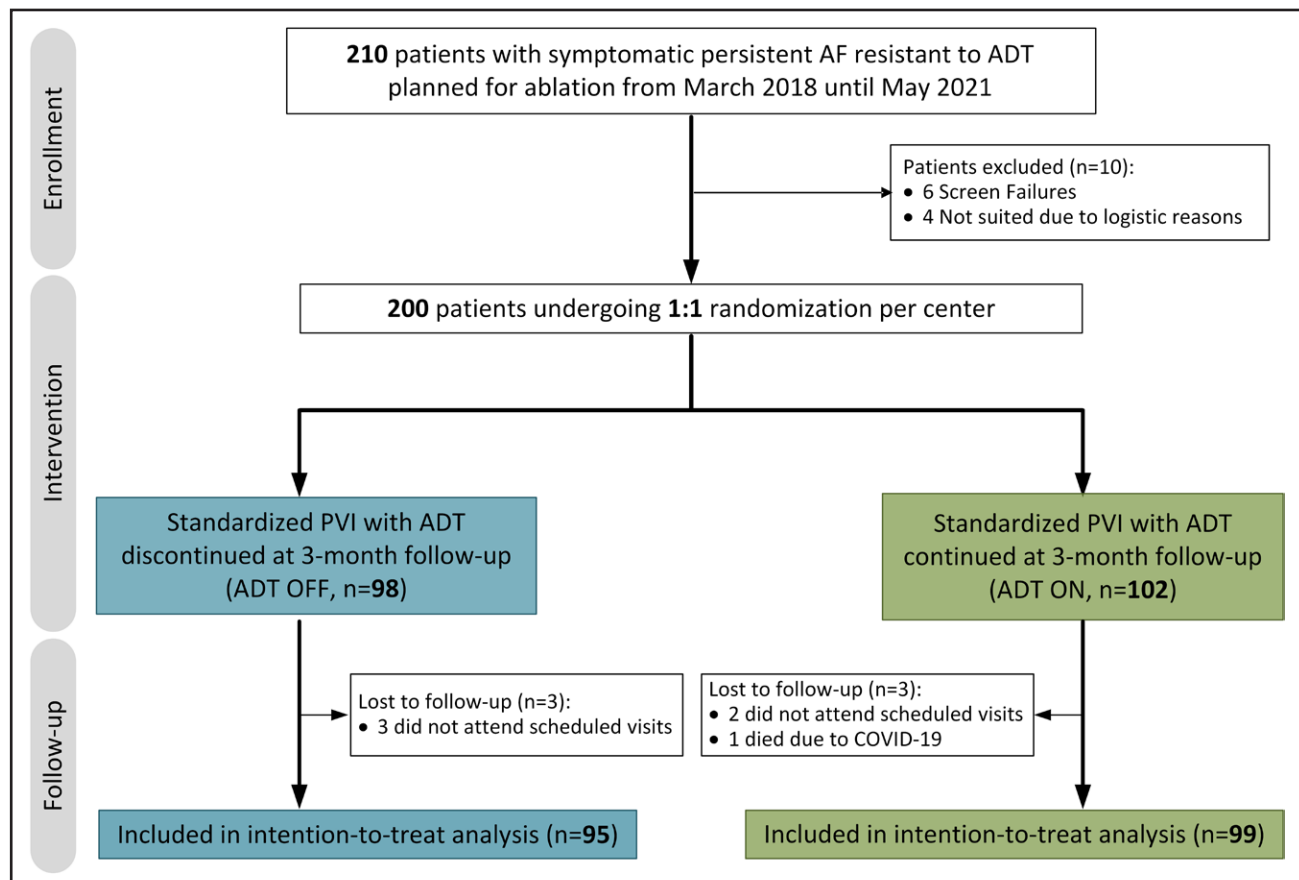 Enrollment
210 patients with symptomatic persistent AF resistant to ADT
planned for ablation from March 2018 until May 2021
Patients excluded (n=10):
• 6 Screen Failures
• 4 Not suited due to logistic reasons
Intervention
200 patients undergoing 1:1 randomization per center
Standardized PVI with ADT
discontinued at 3-month follow-up
(ADT OFF, n=98)
Standardized PVI with ADT
continued at 3-month follow-up
(ADT ON, n=102)
Follow-up
Lost to follow-up (n=3):
• 3 did not attend scheduled visits
Lost to follow-up (n=3):
• 2 did not attend scheduled visits
• 1 died due to COVID-19
Included in intention-to-treat analysis (n=95)
Included in intention-to-treat analysis (n=99)